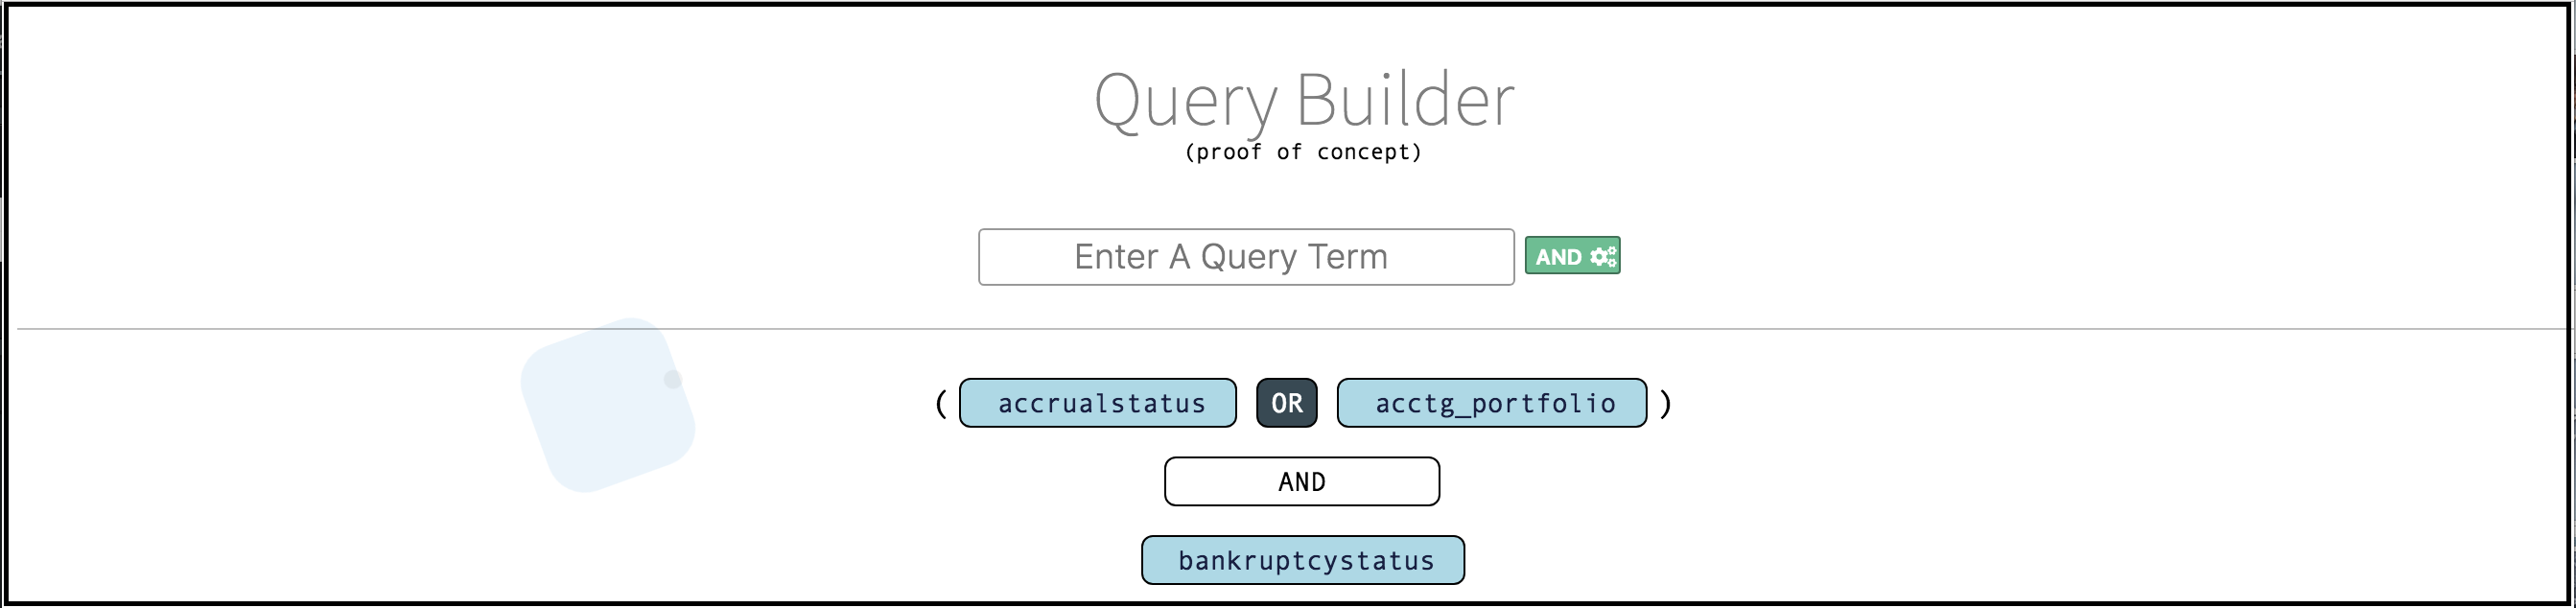 Query Builder
(proof of concept)
Enter A Query Term AND
( accrualstatus OR acctg_portfolio )
AND
bankruptcystatus